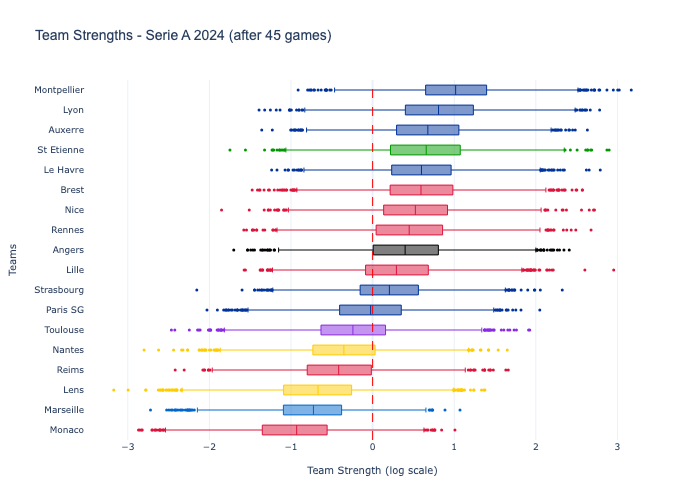 Team Strengths - Serie A 2024 (after 45 games)
Montpellier
Lyon
Auxerre
St Etienne
Le Havre
Brest
Nice
Rennes
Angers
Lille
Strasbourg
Paris SG
Toulouse
Nantes
Reims
Lens
Marseille
Monaco
Teams
−3 −2 −1 0 1 2 3
Team Strength (log scale)